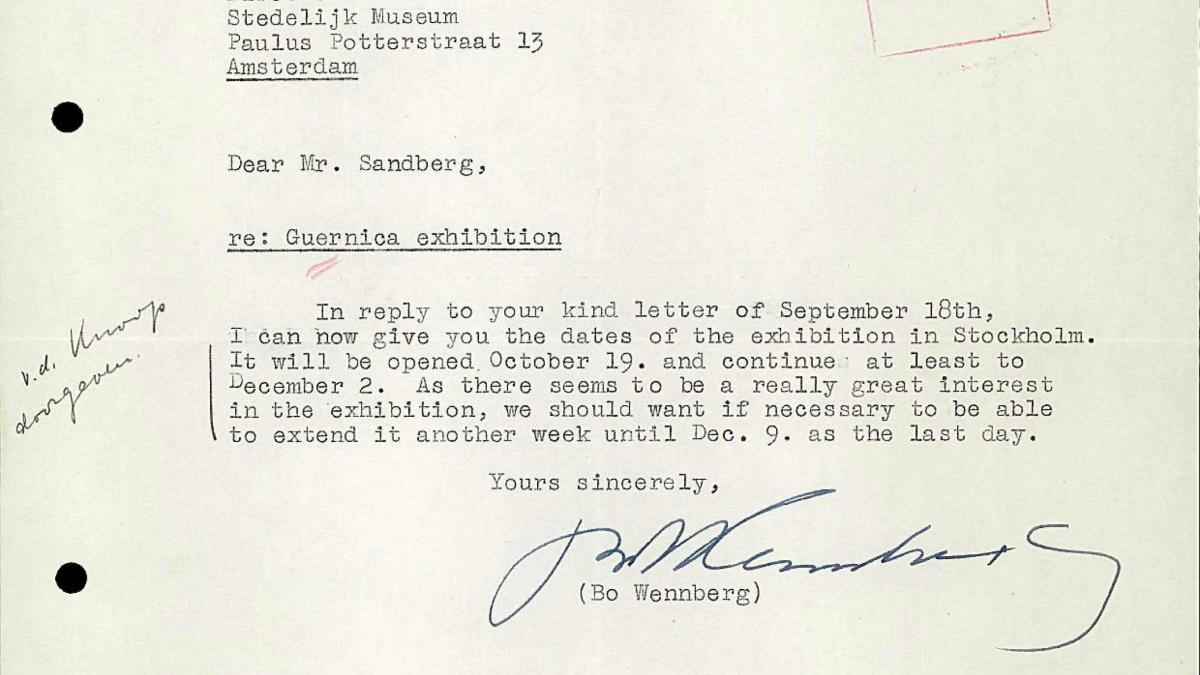 Stedelijk Museum
Paulus Potterstraat 13
Amsterdam
Dear Mr. Sandberg,
re: Guernica exhibition
In reply to your kind letter of September 18th,
I can now give you the dates of the exhibition in Stockholm.
It will be opened October 19. and continue at least to
December 2. As there seems to be a really great interest
in the exhibition, we should want if necessary to be able
to extend it another week until Dec. 9. as the last day.
v.d. Knoop
doorgeven.
Yours sincerely,
Bo Wennberg
(Bo Wennberg)